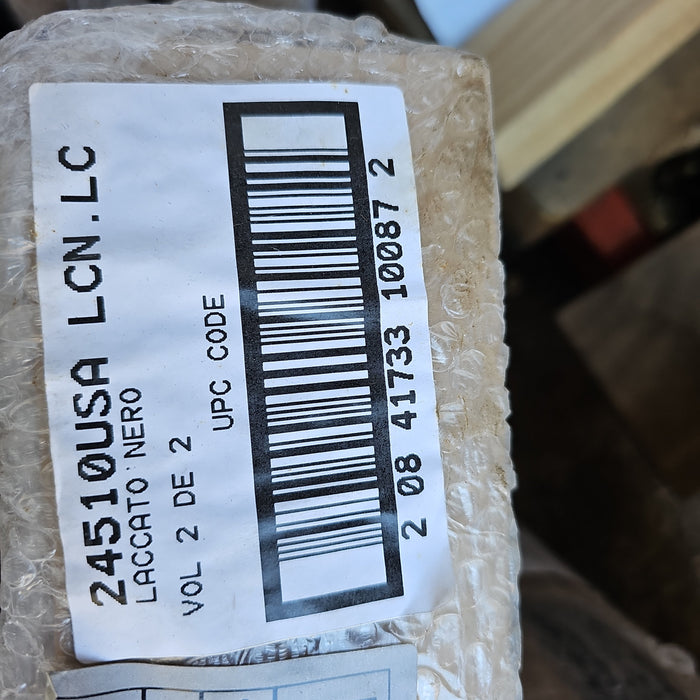 24510USA LCN.LC
LACCATO NERO
VOL 2 DE 2
UPC CODE
2 08 41733 10087 2